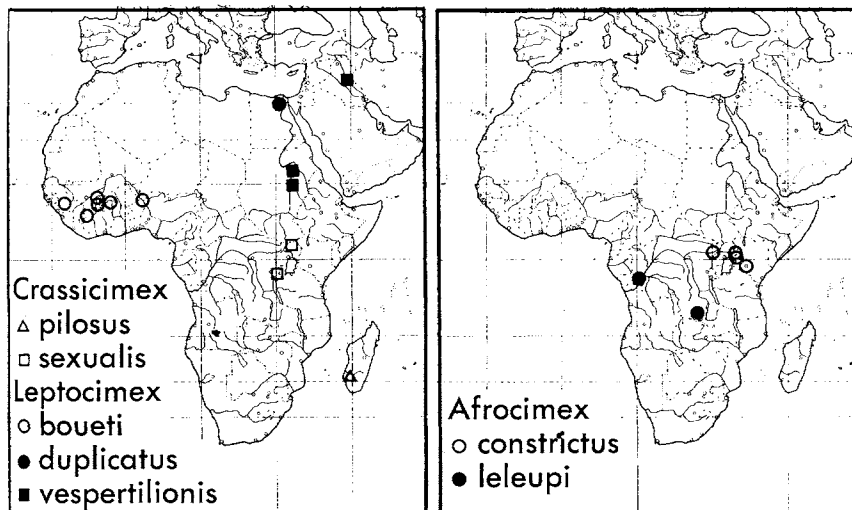 Crassicimex
△ pilosus
□ sexualis
Leptocimex
○ boueti
● duplicatus
■ vespertilionis
Afrocimex
○ constrictus
● leleupi